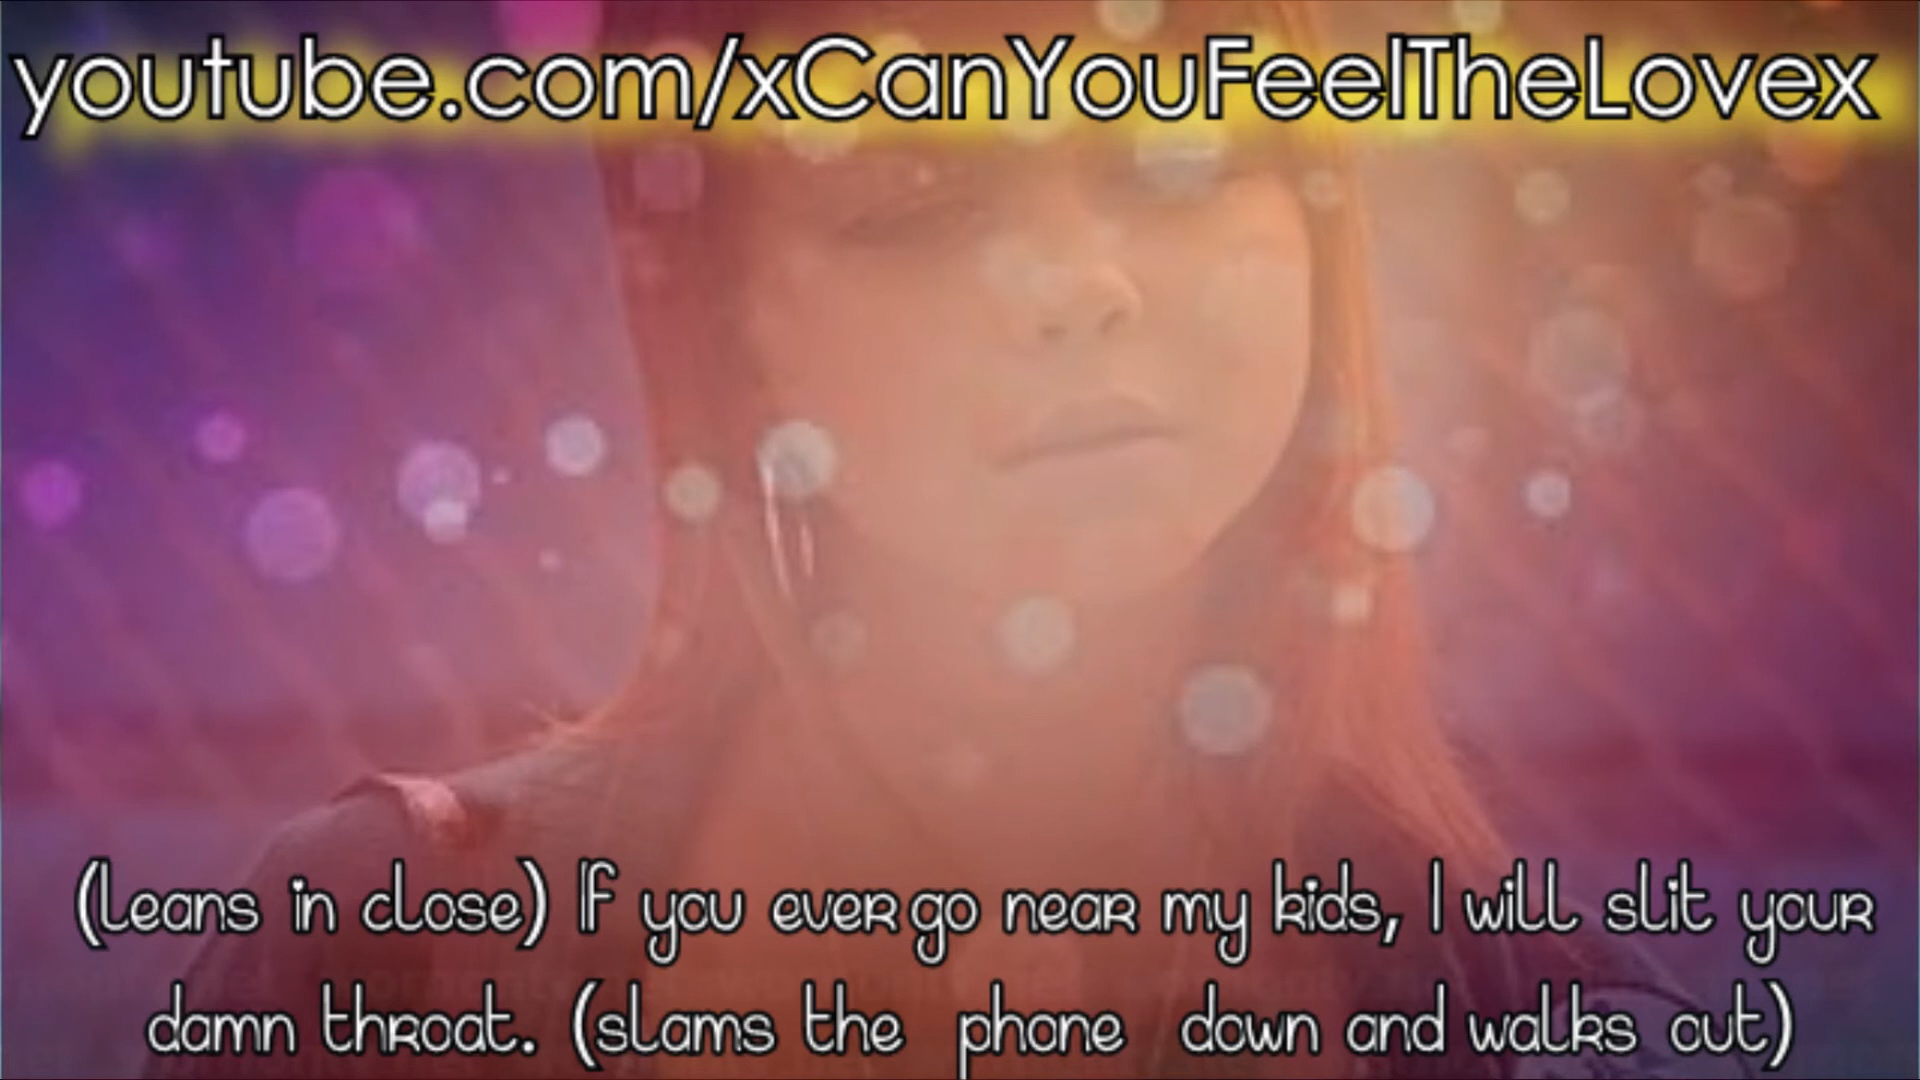 youtube.com/xCanYouFeelTheLovex
(leans in close) If you ever go near my kids, I will slit your
damn throat. (slams the phone down and walks out)